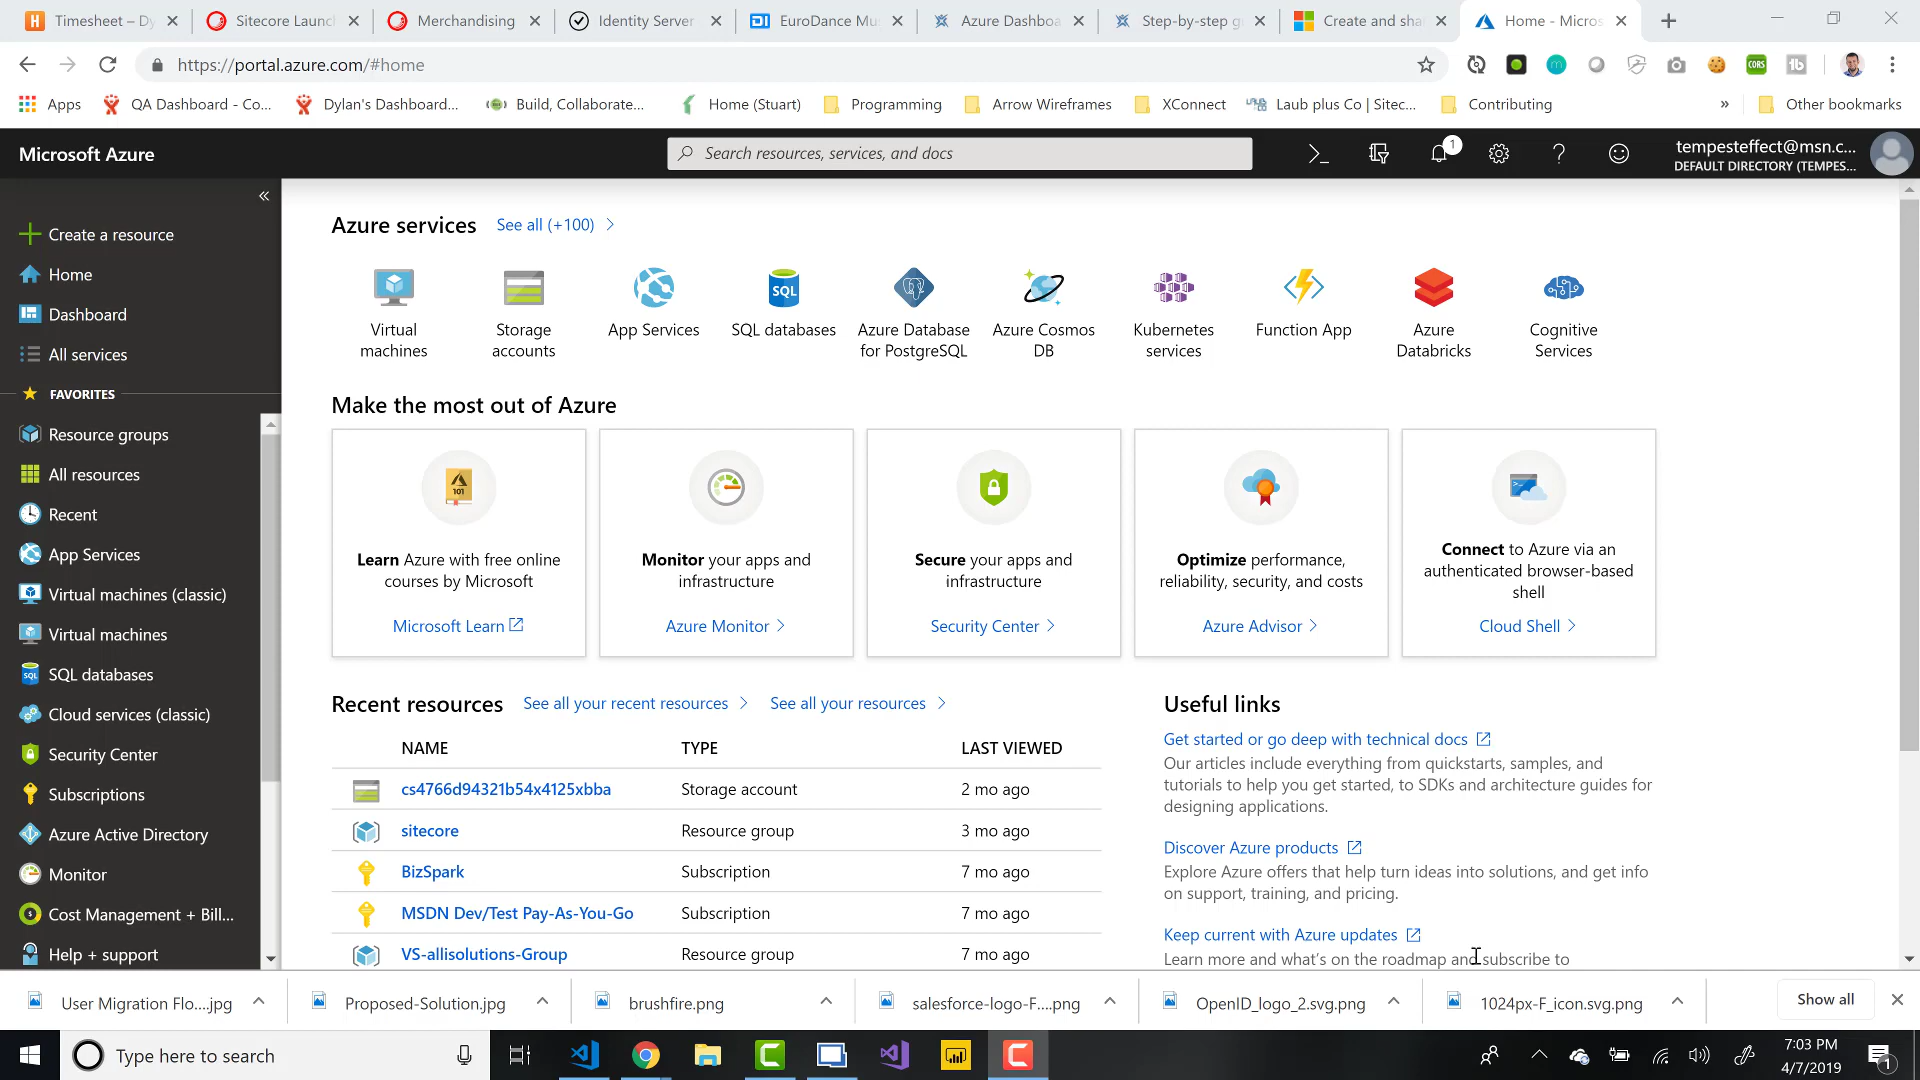 Timesheet – Dy
Sitecore Launc
Merchandising
Identity Server
EuroDance Mus
Azure Dashboa
Step-by-step g
Create and sha
Home - Micros
https://portal.azure.com/#home
Apps
QA Dashboard - Co...
Dylan's Dashboard...
Build, Collaborate...
Home (Stuart)
Programming
Arrow Wireframes
XConnect
Laub plus Co | Sitec...
Contributing
»
Other bookmarks
Microsoft Azure
Search resources, services, and docs
1
tempesteffect@msn.c...
DEFAULT DIRECTORY (TEMPES...
Create a resource
Home
Dashboard
All services
FAVORITES
Resource groups
All resources
Recent
App Services
Virtual machines (classic)
Virtual machines
SQL databases
Cloud services (classic)
Security Center
Subscriptions
Azure Active Directory
Monitor
Cost Management + Bill...
Help + support
Azure services
See all (+100)
Virtual
machines
Storage
accounts
App Services
SQL
SQL databases
Azure Database
for PostgreSQL
Azure Cosmos
DB
Kubernetes
services
Function App
Azure
Databricks
Cognitive
Services
Make the most out of Azure
101
Learn Azure with free online
courses by Microsoft
Microsoft Learn
Monitor your apps and
infrastructure
Azure Monitor
Secure your apps and
infrastructure
Security Center
Optimize performance,
reliability, security, and costs
Azure Advisor
Connect to Azure via an
authenticated browser-based
shell
Cloud Shell
Recent resources
See all your recent resources
See all your resources
NAME TYPE LAST VIEWED
cs4766d94321b54x4125xbba Storage account 2 mo ago
sitecore Resource group 3 mo ago
BizSpark Subscription 7 mo ago
MSDN Dev/Test Pay-As-You-Go Subscription 7 mo ago
VS-allisolutions-Group Resource group 7 mo ago
Useful links
Get started or go deep with technical docs
Our articles include everything from quickstarts, samples, and
tutorials to help you get started, to SDKs and architecture guides for
designing applications.
Discover Azure products
Explore Azure offers that help turn ideas into solutions, and get info
on support, training, and pricing.
Keep current with Azure updates
Learn more and what's on the roadmap and subscribe to
User Migration Flo....jpg
Proposed-Solution.jpg
brushfire.png
salesforce-logo-F....png
OpenID_logo_2.svg.png
1024px-F_icon.svg.png
Show all
Type here to search
7:03 PM
4/7/2019
1